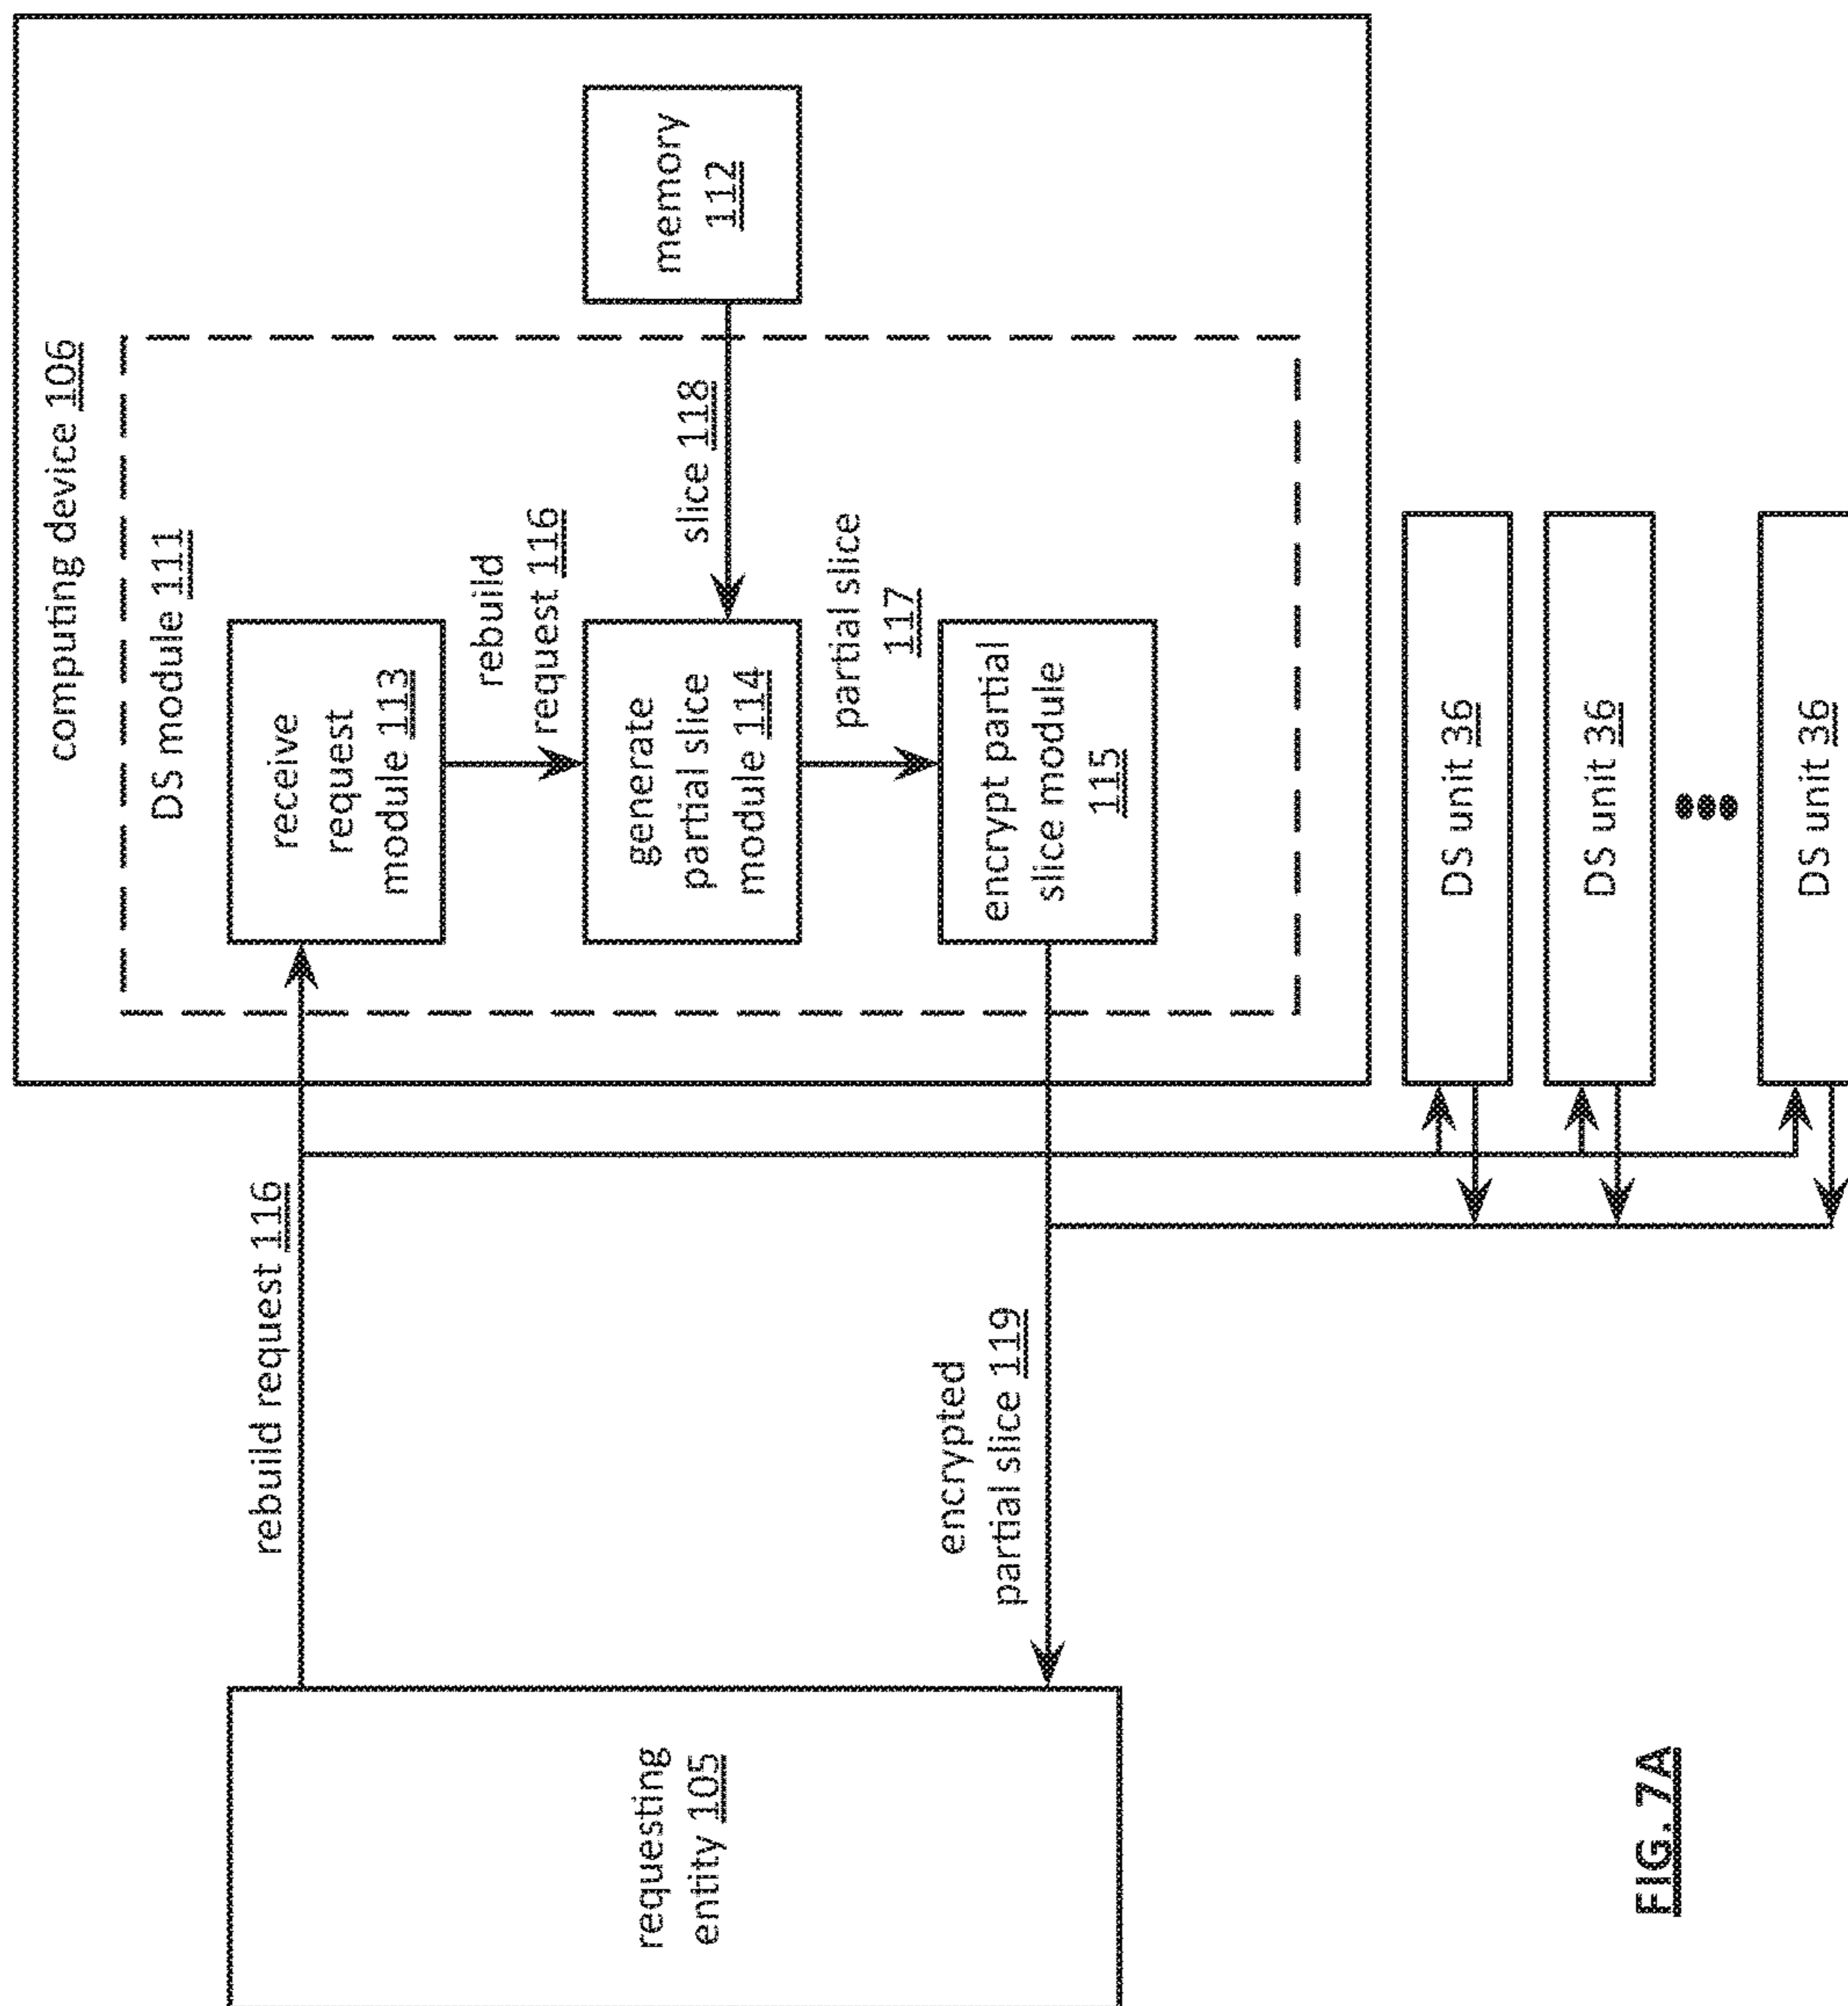 computing device 106
DS module 111
requesting
entity 105
rebuild request 116
receive
request
module 113
rebuild
request 116
generate
partial slice
module 114
slice 118
memory
112
partial slice
117
encrypted
partial slice 119
encrypt partial
slice module
115
DS unit 36
DS unit 36
DS unit 36
FIG. 7A